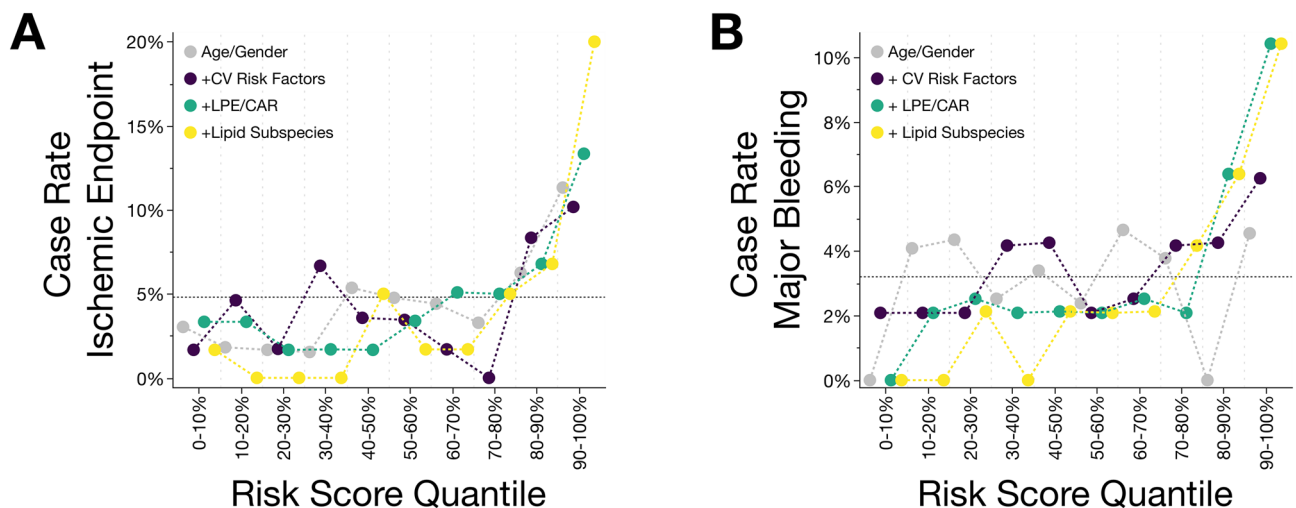 A
Case Rate
Ischemic Endpoint
20%
15%
10%
5%
0%
Age/Gender
+CV Risk Factors
+LPE/CAR
+Lipid Subspecies
0-10%
10-20%
20-30%
30-40%
40-50%
50-60%
60-70%
70-80%
80-90%
90-100%
Risk Score Quantile
B
Case Rate
Major Bleeding
10%
8%
6%
4%
2%
0%
Age/Gender
+ CV Risk Factors
+ LPE/CAR
+ Lipid Subspecies
0-10%
10-20%
20-30%
30-40%
40-50%
50-60%
60-70%
70-80%
80-90%
90-100%
Risk Score Quantile